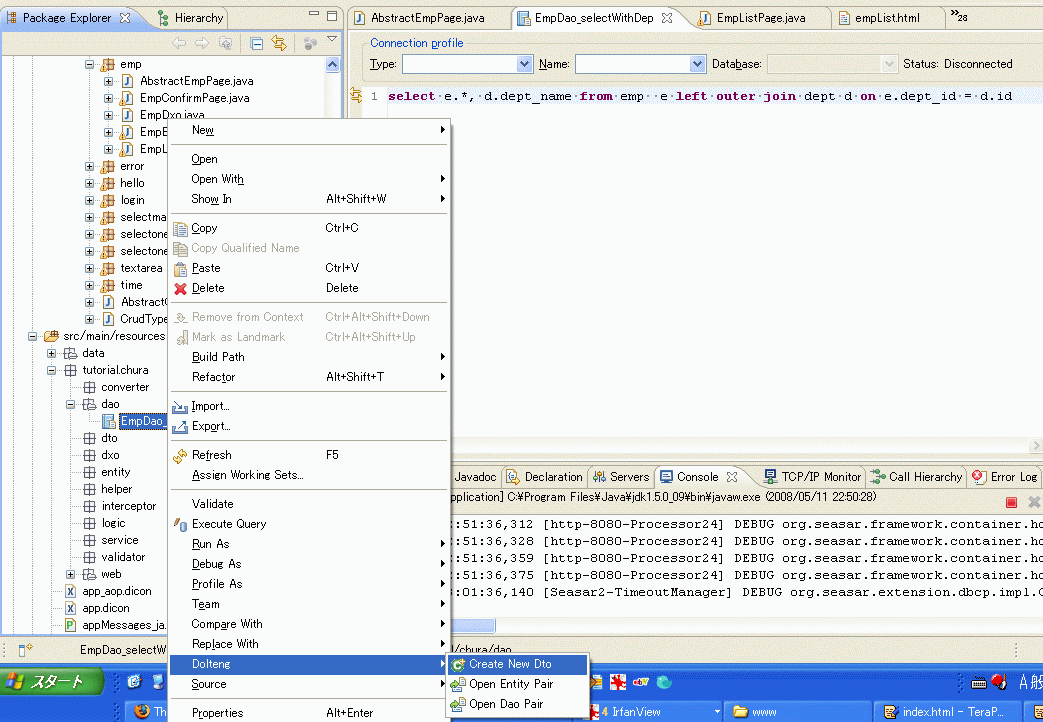 Package Explorer
Hierarchy
emp
AbstractEmpPage.java
EmpConfirmPage.java
EmpDxo.java
EmpE
EmpL
error
hello
login
selectma
selectone
selectone
textarea
time
Abstract
CrudType
src/main/resources
data
tutorial.chura
converter
dao
EmpDao_
dto
dxo
entity
helper
interceptor
logic
service
validator
web
app_aop.dicon
app.dicon
appMessages_ja.
New
Open
Open With
Show In Alt+Shift+W
Copy Ctrl+C
Copy Qualified Name
Paste Ctrl+V
Delete Delete
Remove from Context Ctrl+Alt+Shift+Down
Mark as Landmark Ctrl+Alt+Shift+Up
Build Path
Refactor Alt+Shift+T
Import...
Export...
Refresh F5
Assign Working Sets...
Validate
Execute Query
Run As
Debug As
Profile As
Team
Compare With
Replace With
Dolteng
Source
Properties Alt+Enter
Create New Dto
Open Entity Pair
Open Dao Pair
AbstractEmpPage.java
EmpDao_selectWithDep
EmpListPage.java
empList.html
»28
Connection profile
Type: Name: Database: Status: Disconnected
1 select e.*, d.dept_name from emp e left outer join dept d on e.dept_id = d.id
Javadoc
Declaration
Servers
Console
TCP/IP Monitor
Call Hierarchy
Error Log
pplication] C:¥Program Files¥Java¥jdk1.5.0_09¥bin¥javaw.exe (2008/05/11 22:50:28)
:51:36,312 [http-8080-Processor24] DEBUG org.seasar.framework.container.ho
:51:36,328 [http-8080-Processor24] DEBUG org.seasar.framework.container.ho
:51:36,359 [http-8080-Processor24] DEBUG org.seasar.framework.container.ho
:51:36,375 [http-8080-Processor24] DEBUG org.seasar.framework.container.ho
:01:36,140 [Seasar2-TimeoutManager] DEBUG org.seasar.extension.dbcp.impl.C
EmpDao_selectW
/chura/dao
スタート
A般
Th
4 IrfanView
www
index.html - TeraP...